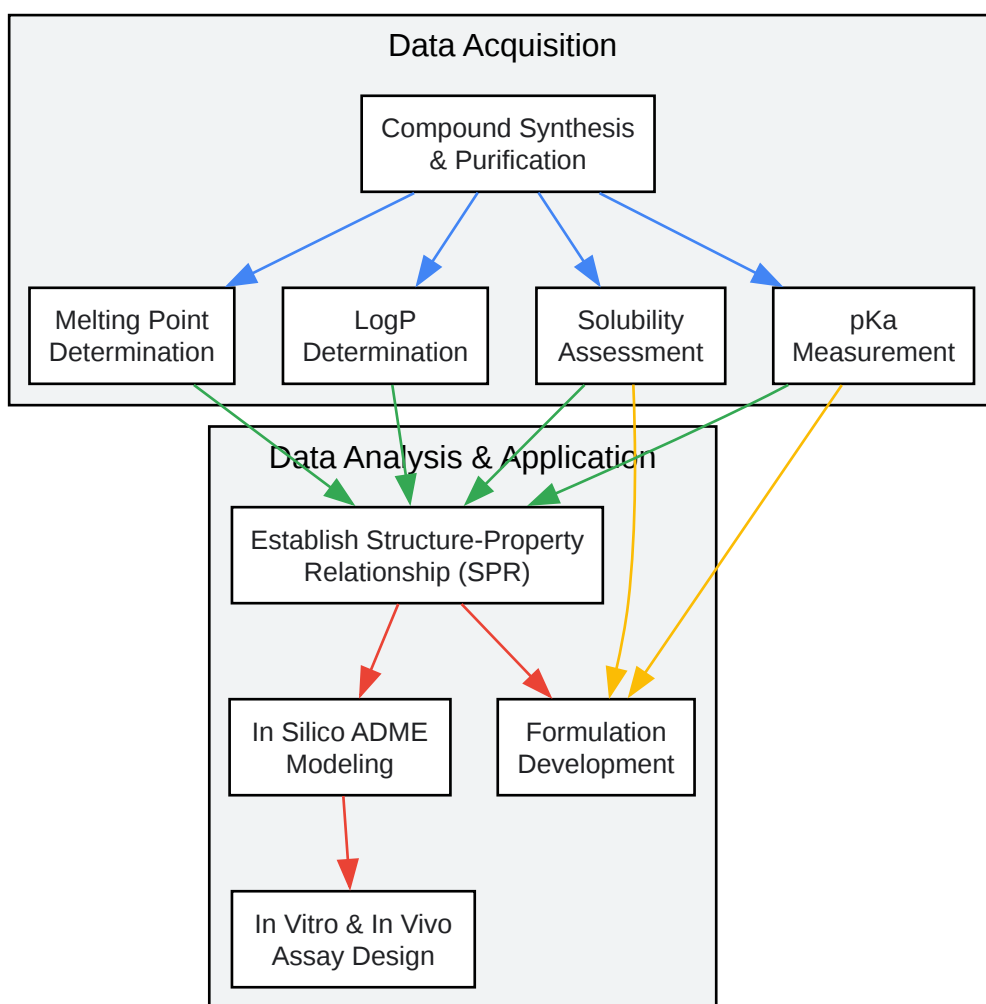 Data Acquisition
Compound Synthesis
& Purification
Melting Point
Determination
LogP
Determination
Solubility
Assessment
pKa
Measurement
Data Analysis & Application
Establish Structure-Property
Relationship (SPR)
In Silico ADME
Modeling
Formulation
Development
In Vitro & In Vivo
Assay Design